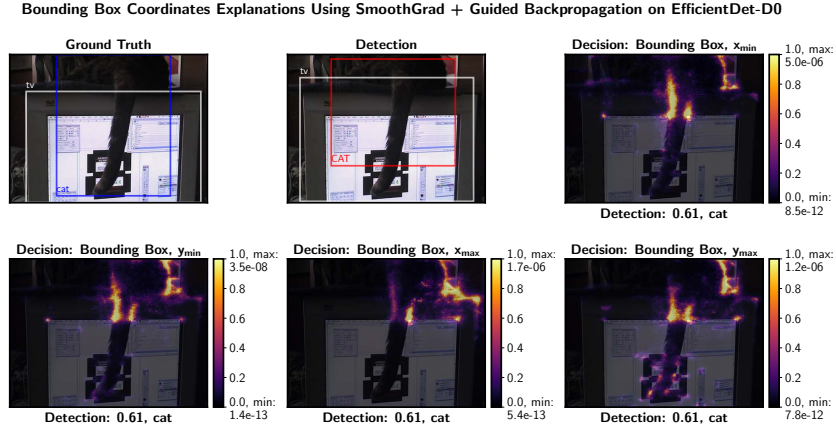 Bounding Box Coordinates Explanations Using SmoothGrad + Guided Backpropagation on EfficientDet-D0
Ground Truth
Detection
Decision: Bounding Box, xmin
tv
cat
tv
CAT
1.0, max:
5.0e-06
0.8
0.6
0.4
0.2
0.0, min:
8.5e-12
Detection: 0.61, cat
Decision: Bounding Box, ymin
1.0, max:
3.5e-08
0.8
0.6
0.4
0.2
0.0, min:
1.4e-13
Detection: 0.61, cat
Decision: Bounding Box, xmax
1.0, max:
1.7e-06
0.8
0.6
0.4
0.2
0.0, min:
5.4e-13
Detection: 0.61, cat
Decision: Bounding Box, ymax
1.0, max:
1.2e-06
0.8
0.6
0.4
0.2
0.0, min:
7.8e-12
Detection: 0.61, cat